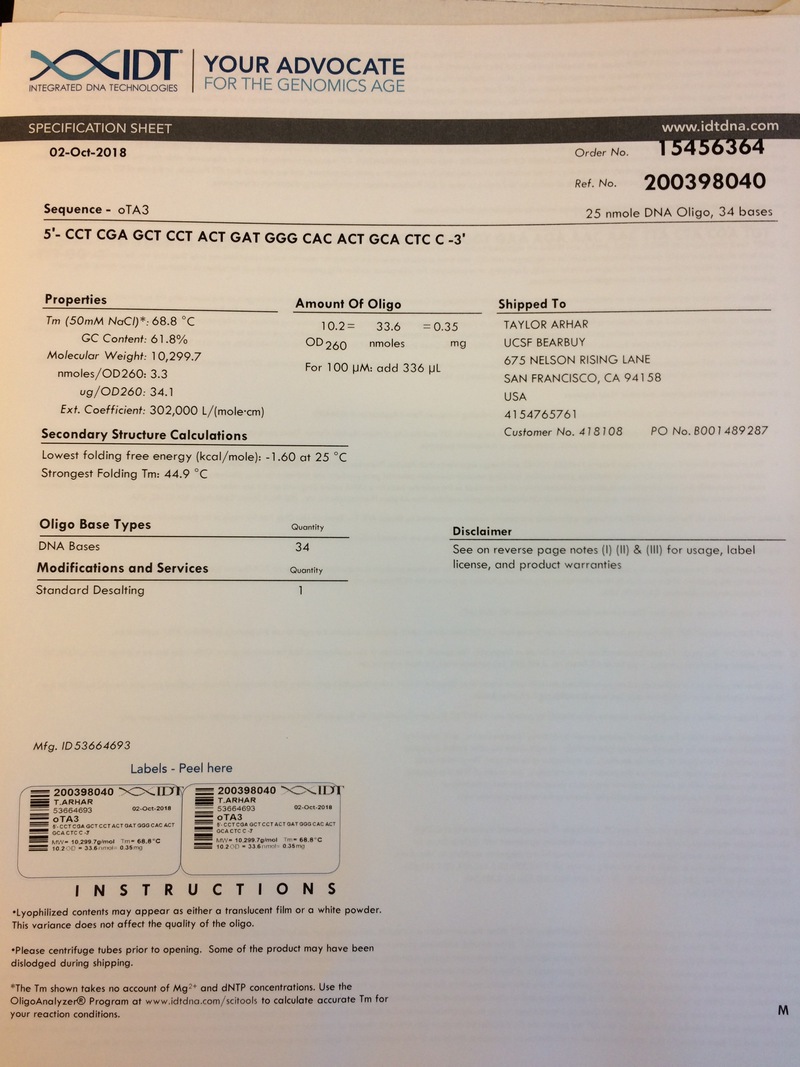 IDT®
INTEGRATED DNA TECHNOLOGIES
YOUR ADVOCATE
FOR THE GENOMICS AGE
SPECIFICATION SHEET
www.idtdna.com
02-Oct-2018
Order No. 15456364
Ref. No. 200398040
Sequence - oTA3
25 nmole DNA Oligo, 34 bases
5'- CCT CGA GCT CCT ACT GAT GGG CAC ACT GCA CTC C -3'
Properties
Tm (50mM NaCl)*: 68.8 °C
GC Content: 61.8%
Molecular Weight: 10,299.7
nmoles/OD260: 3.3
ug/OD260: 34.1
Ext. Coefficient: 302,000 L/(mole·cm)
Secondary Structure Calculations
Lowest folding free energy (kcal/mole): -1.60 at 25 °C
Strongest Folding Tm: 44.9 °C
Amount Of Oligo
10.2 = 33.6 = 0.35
OD260 nmoles mg
For 100 µM: add 336 µL
Shipped To
TAYLOR ARHAR
UCSF BEARBUY
675 NELSON RISING LANE
SAN FRANCISCO, CA 94158
USA
4154765761
Customer No. 418108 PO No. B001489287
Oligo Base Types Quantity
DNA Bases 34
Modifications and Services Quantity
Standard Desalting 1
Disclaimer
See on reverse page notes (I) (II) & (III) for usage, label
license, and product warranties
Mfg. ID 53664693
Labels - Peel here
200398040 IDT
T.ARHAR
53664693 02-Oct-2018
oTA3
5'- CCT CGA GCT CCT ACT GAT GGG CAC ACT
GCA CTC C -3'
MW= 10,299.7g/mol Tm= 68.8°C
10.2 OD = 33.6 nmol= 0.35 mg
200398040 IDT
T.ARHAR
53664693 02-Oct-2018
oTA3
5'- CCT CGA GCT CCT ACT GAT GGG CAC ACT
GCA CTC C -3'
MW= 10,299.7g/mol Tm= 68.8°C
10.2 OD = 33.6 nmol= 0.35 mg
INSTRUCTIONS
•Lyophilized contents may appear as either a translucent film or a white powder.
This variance does not affect the quality of the oligo.
•Please centrifuge tubes prior to opening. Some of the product may have been
dislodged during shipping.
*The Tm shown takes no account of Mg²⁺ and dNTP concentrations. Use the
OligoAnalyzer® Program at www.idtdna.com/scitools to calculate accurate Tm for
your reaction conditions.
M